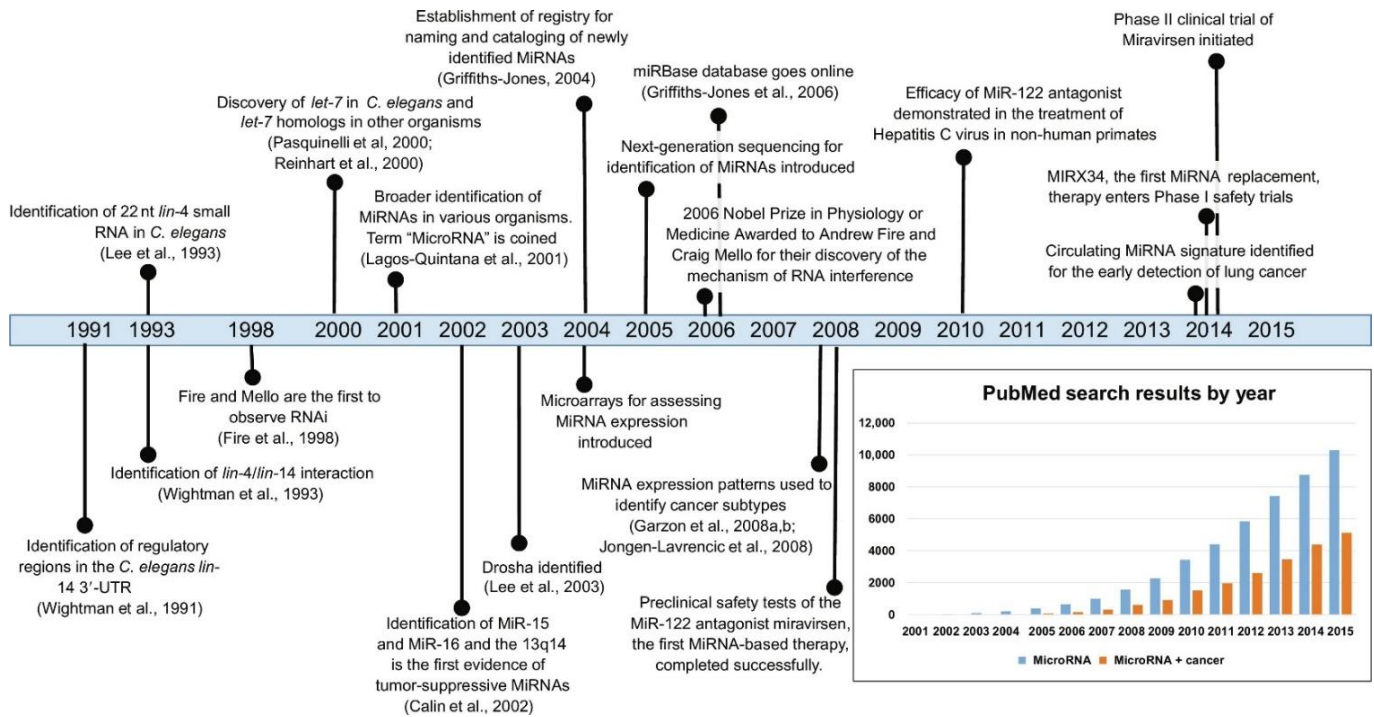 Establishment of registry for
naming and cataloging of newly
identified MiRNAs
(Griffiths-Jones, 2004)
Phase II clinical trial of
Miravirsen initiated
miRBase database goes online
(Griffiths-Jones et al., 2006)
Discovery of let-7 in C. elegans and
let-7 homologs in other organisms
(Pasquinelli et al, 2000;
Reinhart et al., 2000)
Efficacy of MiR-122 antagonist
demonstrated in the treatment of
Hepatitis C virus in non-human
primates
Next-generation sequencing for
identification of MiRNAs introduced
Identification of 22 nt lin-4 small
RNA in C. elegans
(Lee et al., 1993)
Broader identification of
MiRNAs in various organisms.
Term “MicroRNA” is coined
(Lagos-Quintana et al., 2001)
2006 Nobel Prize in Physiology or
Medicine Awarded to Andrew Fire and
Craig Mello for their discovery of the
mechanism of RNA interference
MIRX34, the first MiRNA replacement,
therapy enters Phase I safety trials
Circulating MiRNA signature identified
for the early detection of lung cancer
1991 1993 1998 2000 2001 2002 2003 2004 2005 2006 2007 2008 2009 2010 2011 2012 2013 2014 2015
Fire and Mello are the first to
observe RNAi
(Fire et al., 1998)
Identification of lin-4/lin-14 interaction
(Wightman et al., 1993)
Identification of regulatory
regions in the C. elegans lin-
14 3′-UTR
(Wightman et al., 1991)
Identification of MiR-15
and MiR-16 and the 13q14
is the first evidence of
tumor-suppressive MiRNAs
(Calin et al., 2002)
Drosha identified
(Lee et al., 2003)
Microarrays for assessing
MiRNA expression
introduced
MiRNA expression patterns used to
identify cancer subtypes
(Garzon et al., 2008a,b;
Jongen-Lavrencic et al., 2008)
Preclinical safety tests of the
MiR-122 antagonist miravirsen,
the first MiRNA-based therapy,
completed successfully.
PubMed search results by year
12,000
10,000
8000
6000
4000
2000
0
2001 2002 2003 2004 2005 2006 2007 2008 2009 2010 2011 2012 2013 2014 2015
MicroRNA MicroRNA + cancer